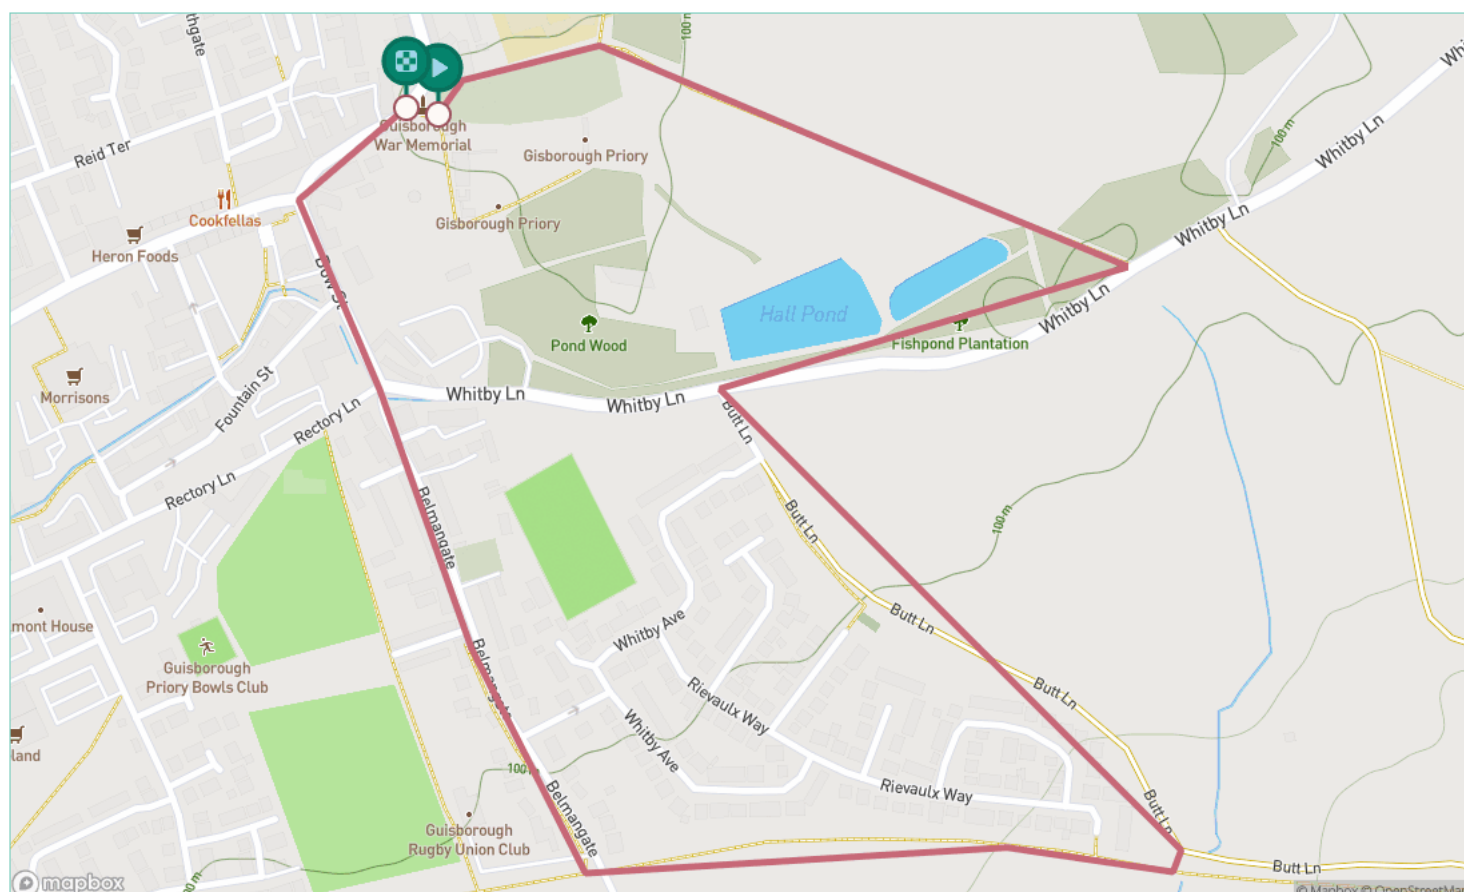 thgate
100 m
Whi
Reid Ter
Guisborough
War Memorial
Gisborough Priory
100 m
Whitby Ln
Cookfellas
Gisborough Priory
Whitby Ln
Heron Foods
Bow St
Hall Pond
Whitby Ln
Pond Wood
Fishpond Plantation
Morrisons
Whitby Ln
Whitby Ln
Fountain St
Rectory Ln
Butt Ln
Rectory Ln
Belmangate
Butt Ln
100 m
mont House
Butt Ln
Whitby Ave
Guisborough
Priory Bowls Club
Belmangate
Rievaulx Way
Butt Ln
Whitby Ave
land
100 m
Belmangate
Rievaulx Way
Butt Ln
Guisborough
Rugby Union Club
Butt Ln
00 m
mapbox
© Mapbox © OpenStreetMap